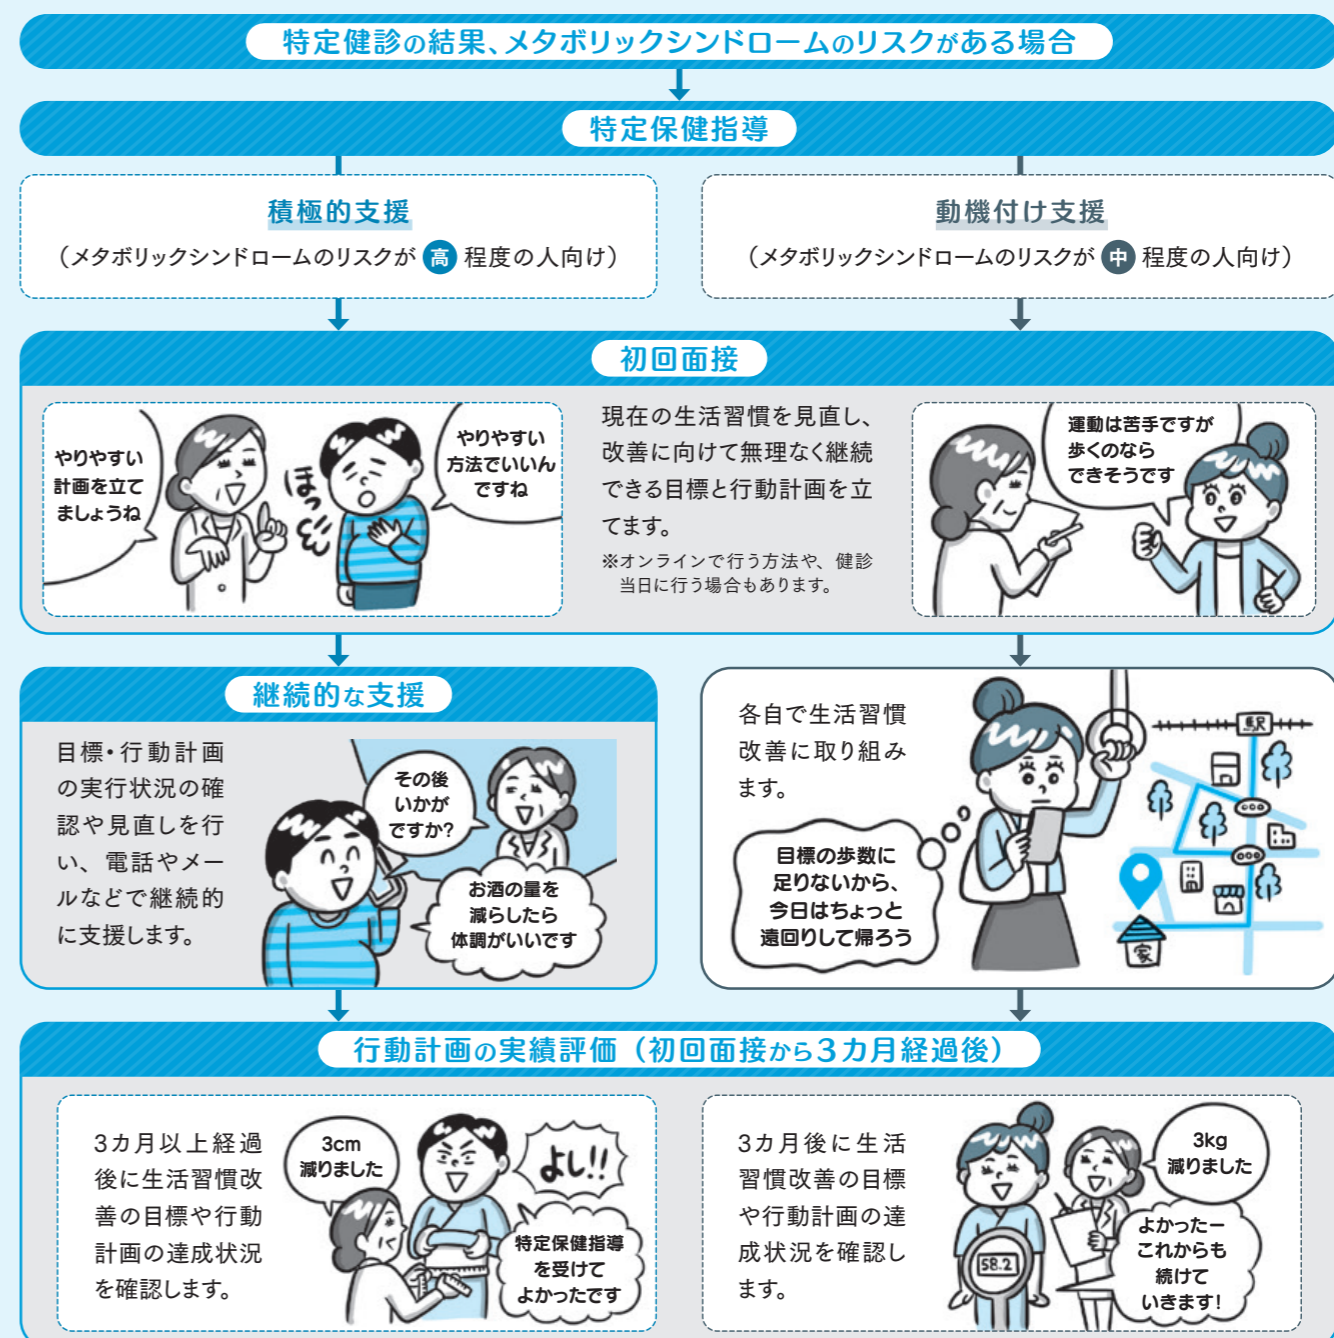 特定健診の結果、メタボリックシンドロームのリスクがある場合
特定保健指導
積極的支援
(メタボリックシンドロームのリスクが 高 程度の人向け)
動機付け支援
(メタボリックシンドロームのリスクが 中 程度の人向け)
初回面接
やりやすい
計画を立て
ましょうね
ほっ
やりやすい
方法でいいん
ですね
現在の生活習慣を見直し、
改善に向けて無理なく継続
できる目標と行動計画を立
てます。
※オンラインで行う方法や、健診
当日に行う場合もあります。
運動は苦手ですが
歩くのなら
できそうです
継続的な支援
目標・行動計画
の実行状況の確
認や見直しを行
い、電話やメー
ルなどで継続的
に支援します。
その後
いかが
ですか?
お酒の量を
減らしたら
体調がいいです
各自で生活習慣
改善に取り組み
ます。
目標の歩数に
足りないから、
今日はちょっと
遠回りして帰ろう
駅
家
行動計画の実績評価(初回面接から3カ月経過後)
3カ月以上経過
後に生活習慣改
善の目標や行動
計画の達成状況
を確認します。
3cm
減りました
よし!!
特定保健指導
を受けて
よかったです
3カ月後に生活
習慣改善の目標
や行動計画の達
成状況を確認し
ます。
58.2
3kg
減りました
よかったー
これからも
続けて
いきます!